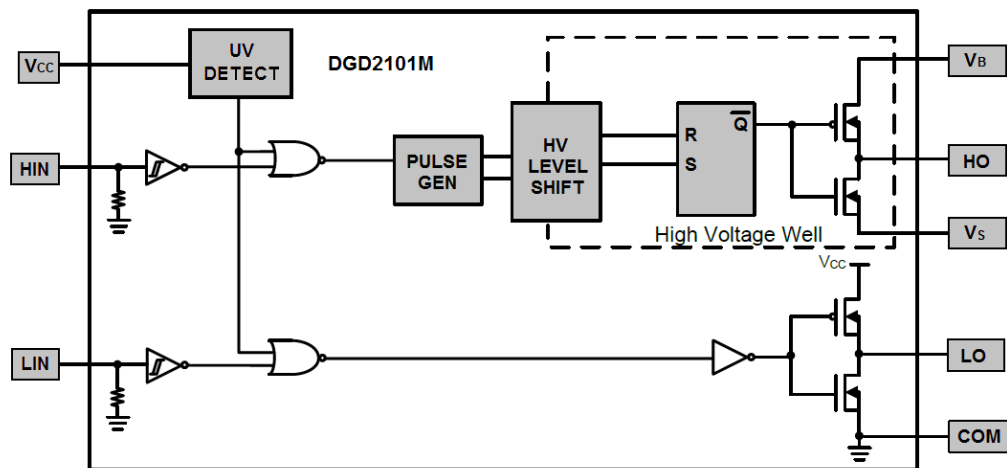 UV
DETECT
DGD2101M
VCC
VB
HIN
PULSE
GEN
HV
LEVEL
SHIFT
R
S
Q̅
HO
High Voltage Well
VS
VCC
LIN
LO
COM